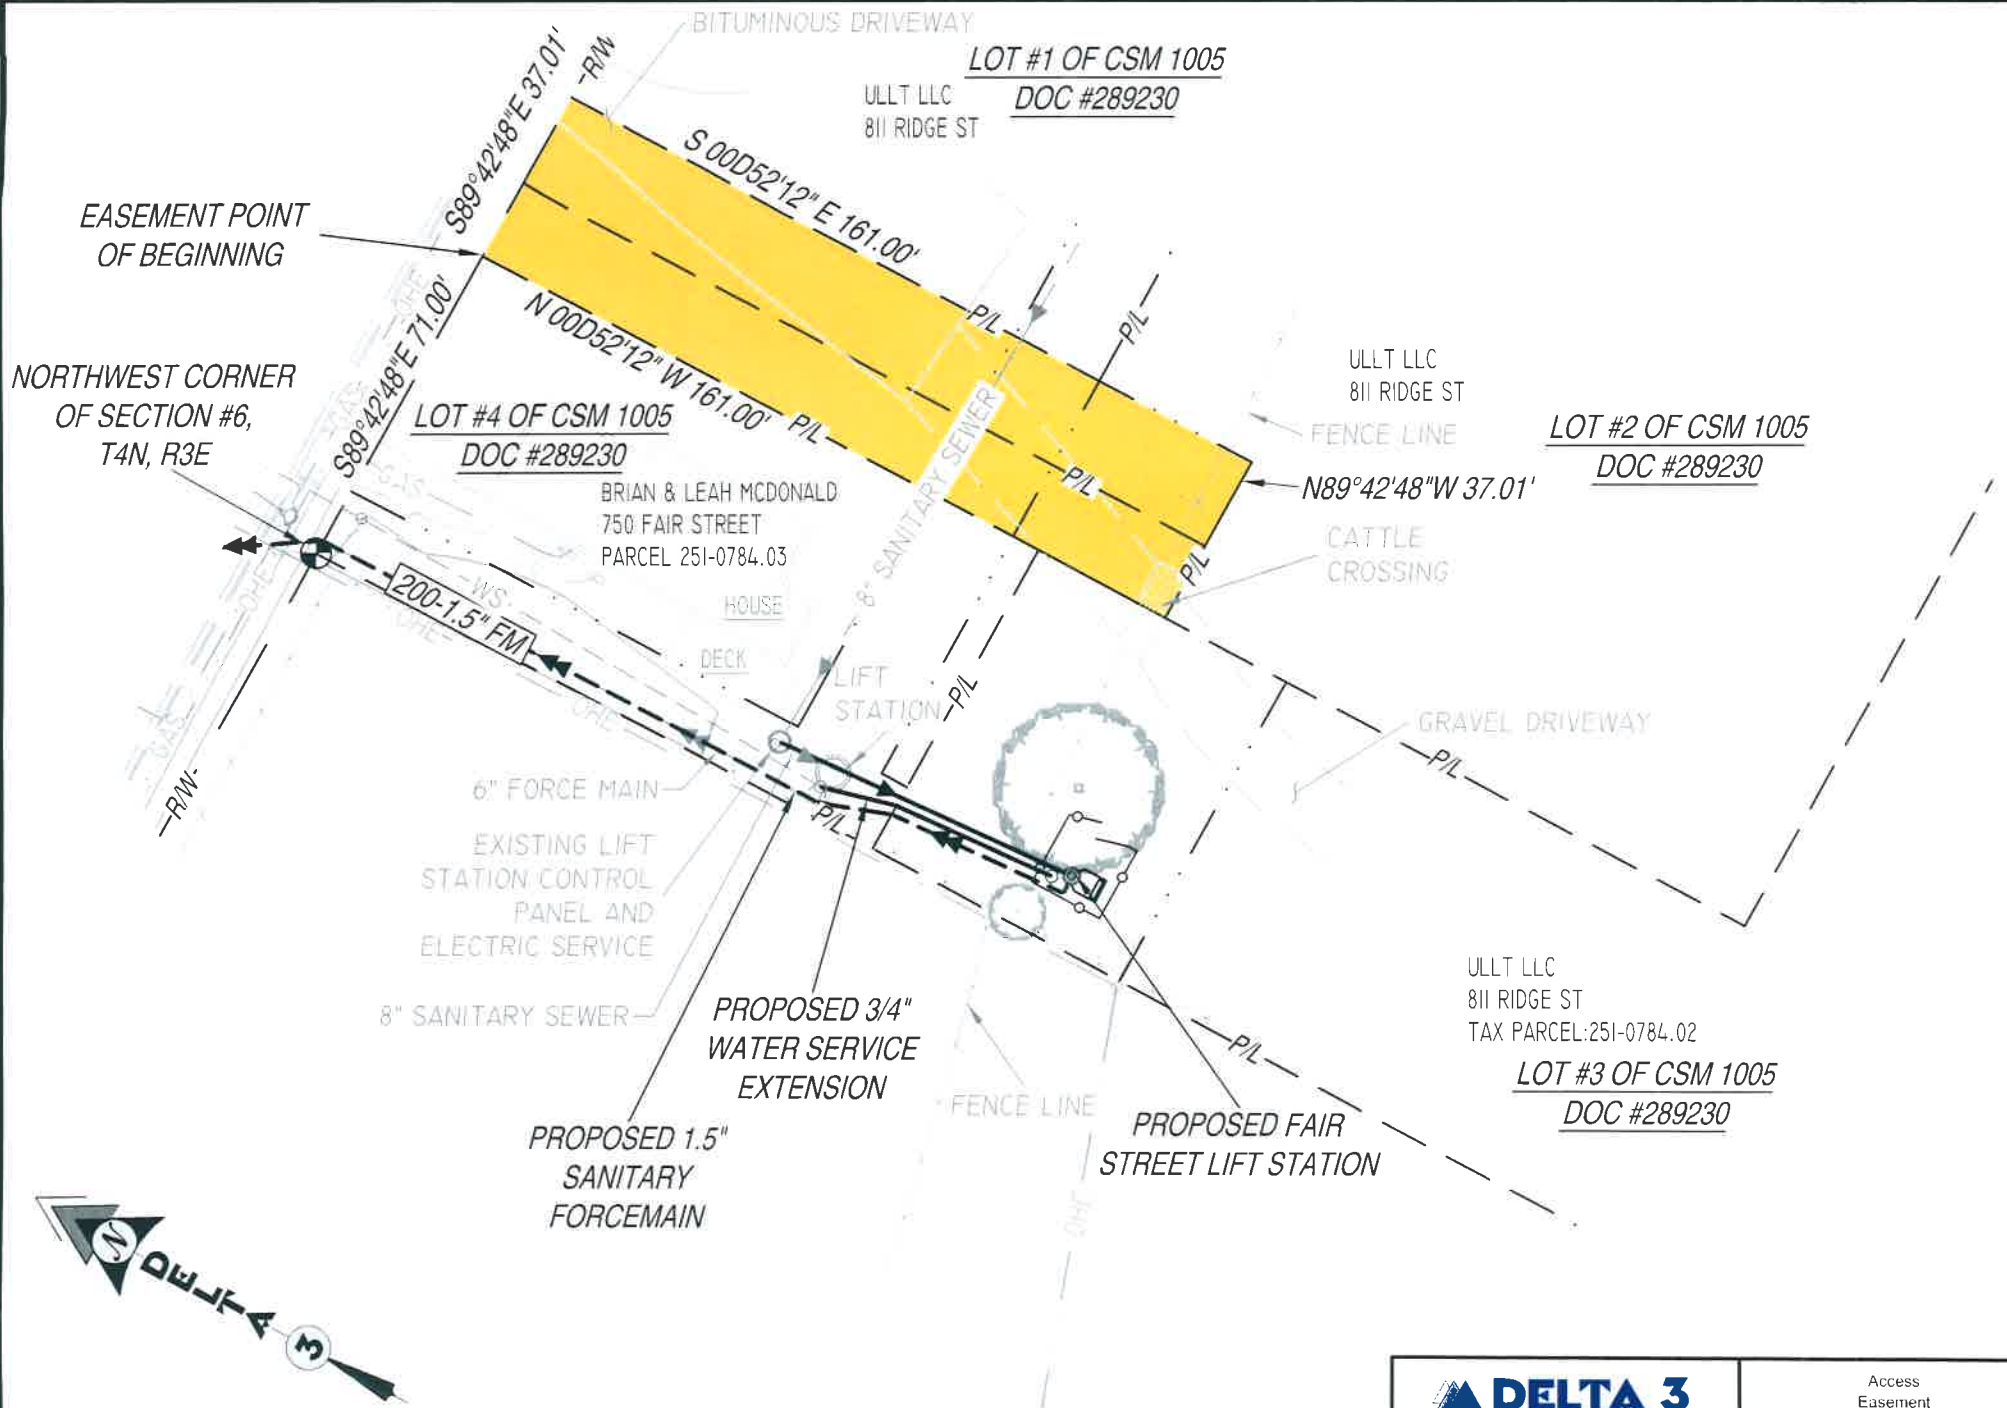 BITUMINOUS DRIVEWAY
LOT #1 OF CSM 1005
DOC #289230
ULLT LLC
811 RIDGE ST
S89°42'48"E 37.01'
-R/W
S 00D52'12" E 161.00'
EASEMENT POINT
OF BEGINNING
N 00D52'12" W 161.00'
P/L
P/L
P/L
S89°42'48"E 71.00'
OHE
GAS
NORTHWEST CORNER
OF SECTION #6,
T4N, R3E
LOT #4 OF CSM 1005
DOC #289230
BRIAN & LEAH MCDONALD
750 FAIR STREET
PARCEL 251-0784.03
GAS
HOUSE
DECK
8" SANITARY SEWER
ULLT LLC
811 RIDGE ST
FENCE LINE
LOT #2 OF CSM 1005
DOC #289230
P/L
N89°42'48"W 37.01'
CATTLE
CROSSING
P/L
WS
OHE
200-1.5" FM
OHE
OHE
GAS
-R/W-
LIFT
STATION
P/L
GRAVEL DRIVEWAY
P/L
6" FORCE MAIN
P/L
EXISTING LIFT
STATION CONTROL
PANEL AND
ELECTRIC SERVICE
8" SANITARY SEWER
PROPOSED 3/4"
WATER SERVICE
EXTENSION
PROPOSED 1.5"
SANITARY
FORCEMAIN
FENCE LINE
PROPOSED FAIR
STREET LIFT STATION
OHE
P/L
ULLT LLC
811 RIDGE ST
TAX PARCEL:251-0784.02
LOT #3 OF CSM 1005
DOC #289230
N
DELTA 3
DELTA 3
Access
Easement